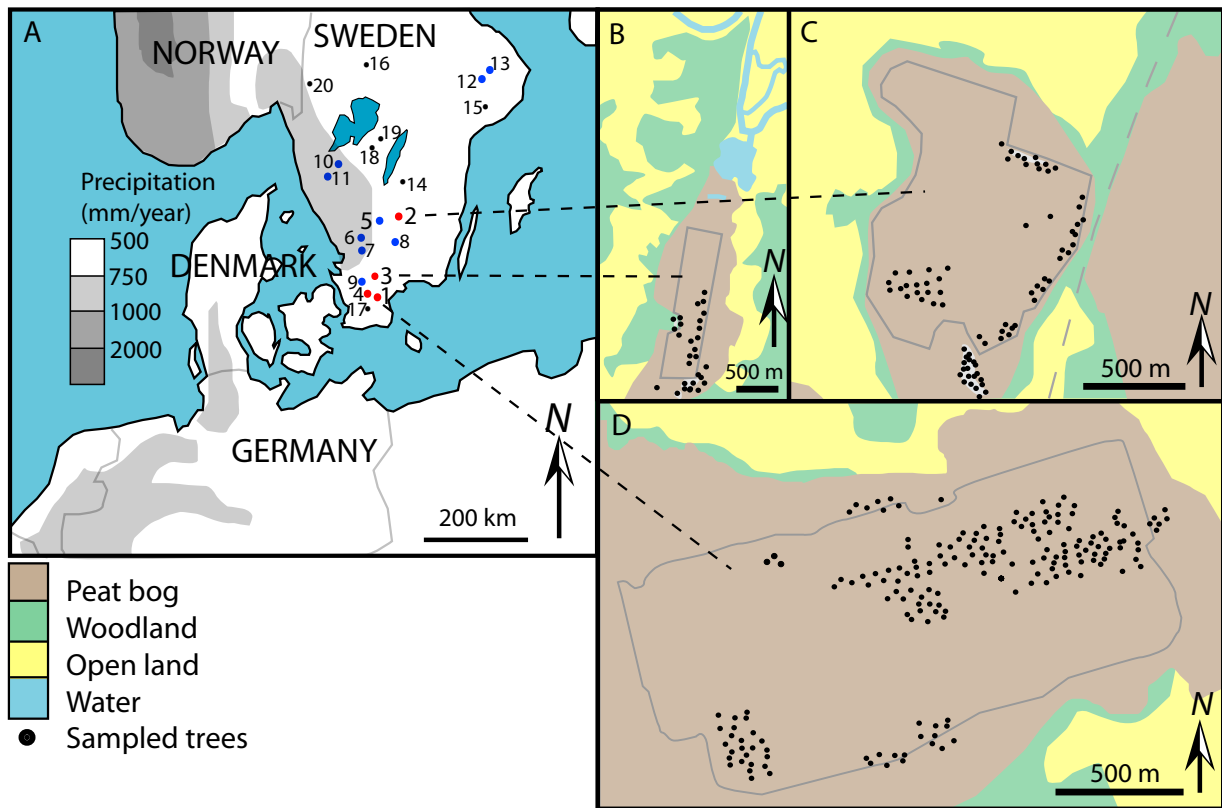 A
NORWAY
SWEDEN
16
20
13
12
15
19
18
10
11
14
Precipitation
(mm/year)
500
750
1000
2000
5
2
6
7
8
DENMARK
3
9
4
1
17
GERMANY
N
200 km
B
N
500 m
C
N
500 m
D
N
500 m
Peat bog
Woodland
Open land
Water
Sampled trees